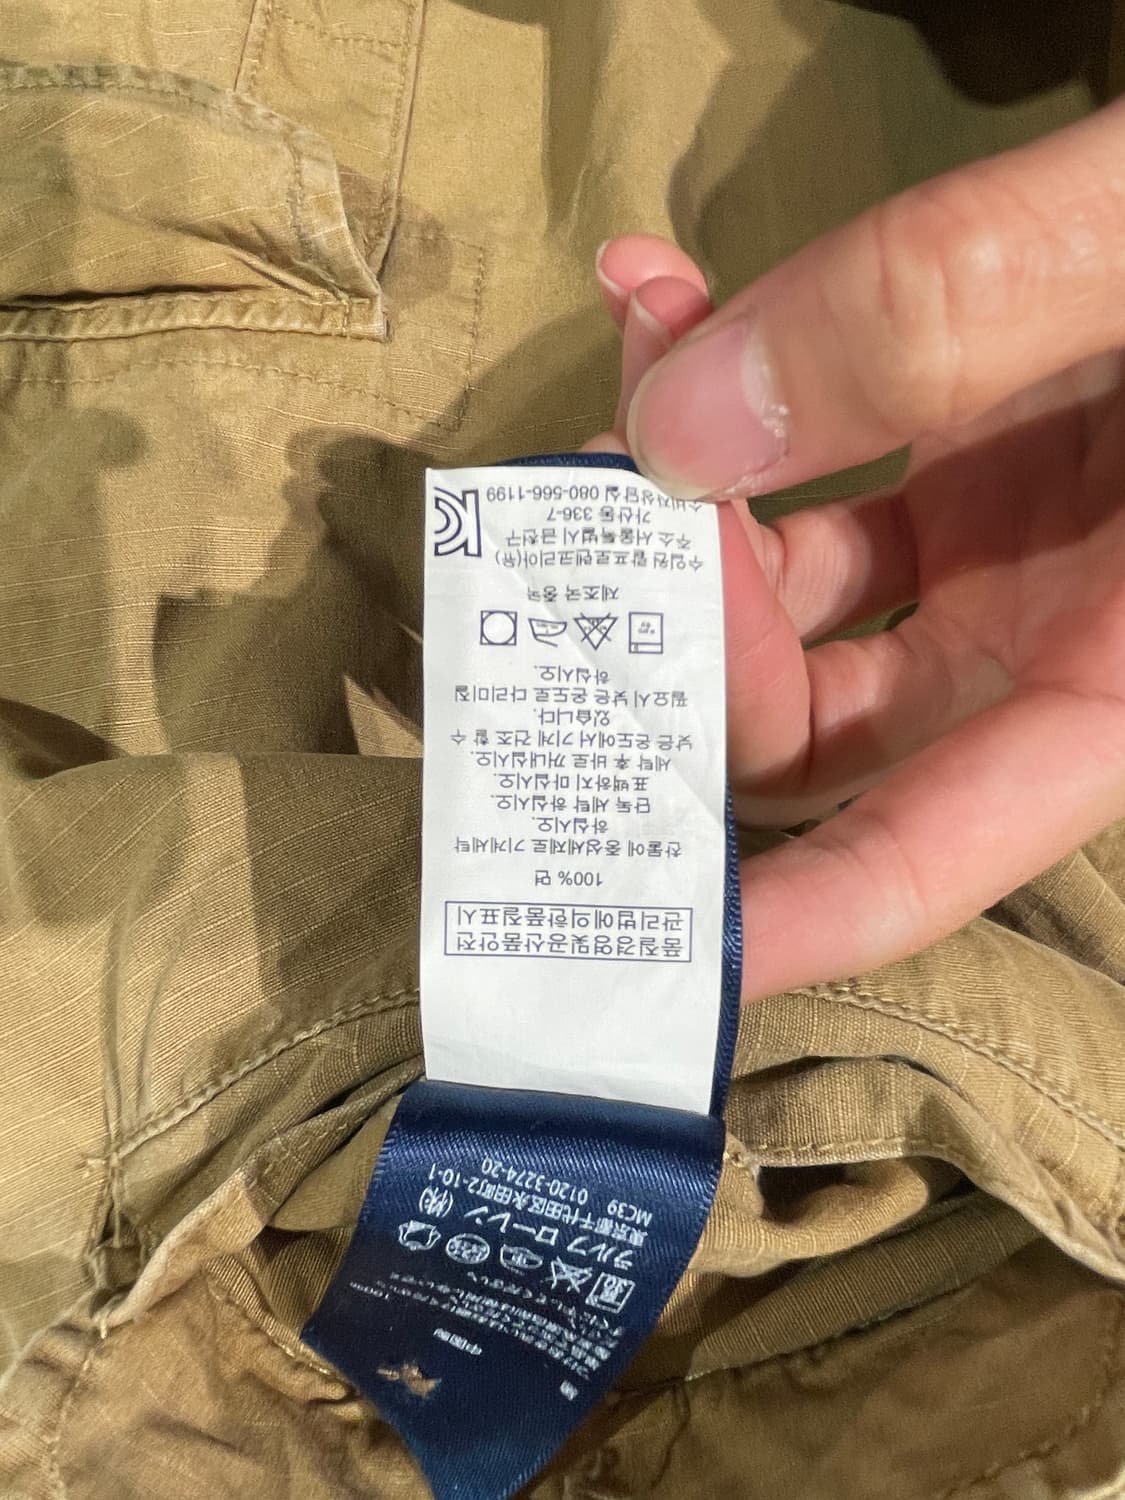 품질경영및공산품안전
관리법에의한품질표시
100% 면
찬물에 중성세제로 기계세탁
하십시오.
단독 세탁 하십시오.
표백하지 마십시오.
세탁 후 바로 꺼내십시오.
낮은 온도에서 기계 건조 할 수
있습니다.
필요시 낮은 온도로 다리미질
하십시오.
제조국 중국
수입원 랄프로렌코리아(유)
주소 서울특별시 금천구
가산동 336-7
소비자상담실 080-566-1199
中国製
ラルフ ローレン (株)
東京都千代田区永田町2-10-1
MC39 0120-3274-20